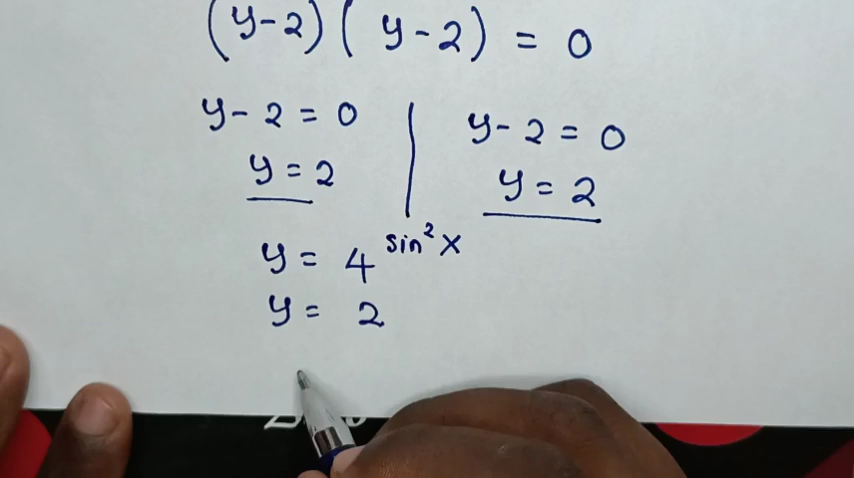 (y-2)(y-2) = 0
y-2=0 | y-2=0
y=2 | y=2
y = 4^sin²x
y = 2